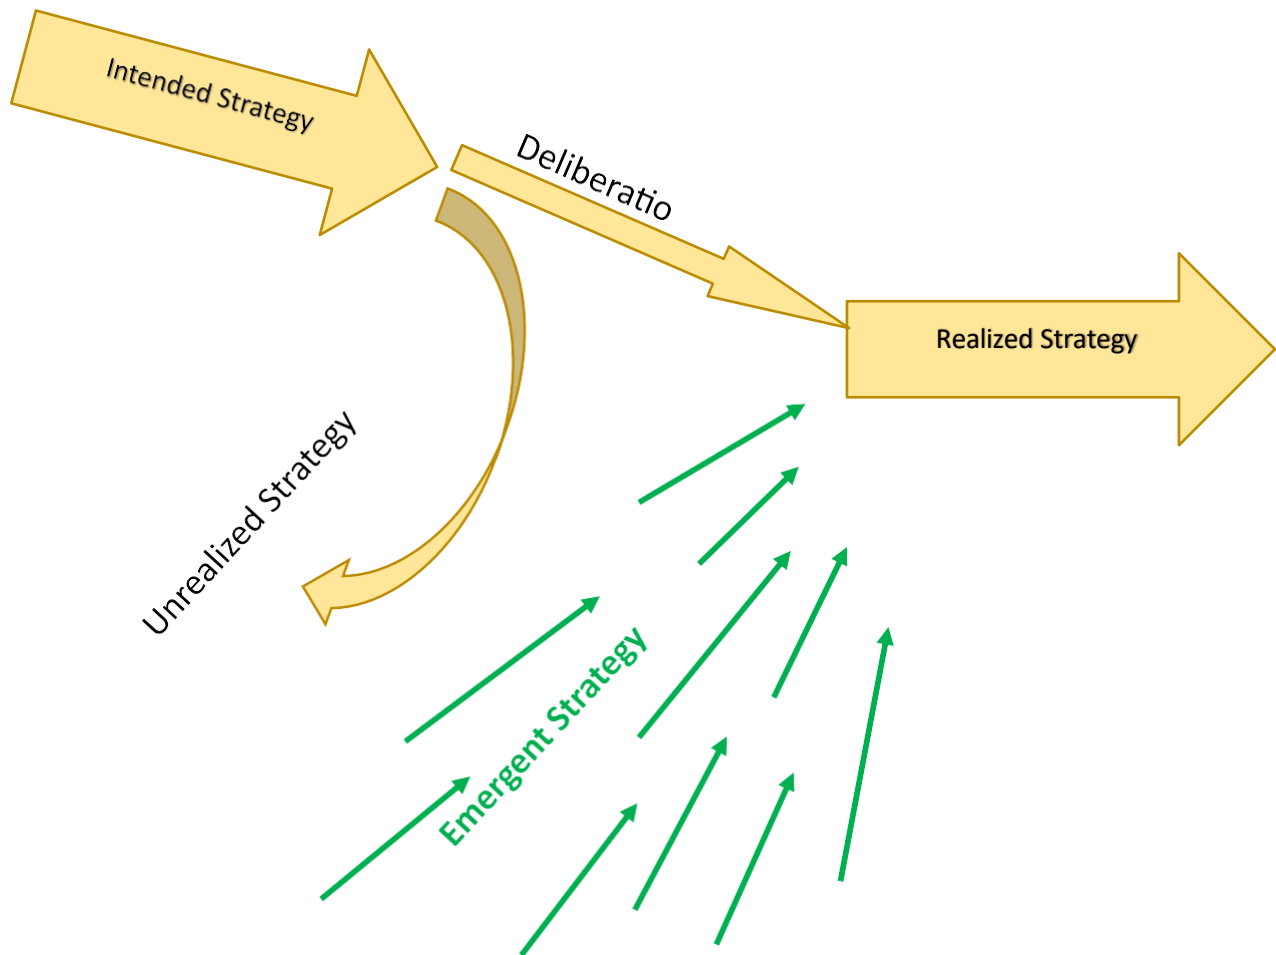 Intended Strategy
Deliberatio
Realized Strategy
Unrealized Strategy
Emergent Strategy